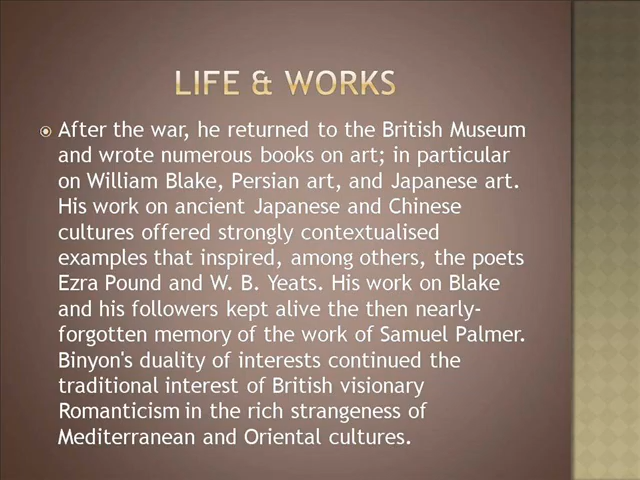 LIFE & WORKS
After the war, he returned to the British Museum
and wrote numerous books on art; in particular
on William Blake, Persian art, and Japanese art.
His work on ancient Japanese and Chinese
cultures offered strongly contextualised
examples that inspired, among others, the poets
Ezra Pound and W. B. Yeats. His work on Blake
and his followers kept alive the then nearly-
forgotten memory of the work of Samuel Palmer.
Binyon's duality of interests continued the
traditional interest of British visionary
Romanticism in the rich strangeness of
Mediterranean and Oriental cultures.